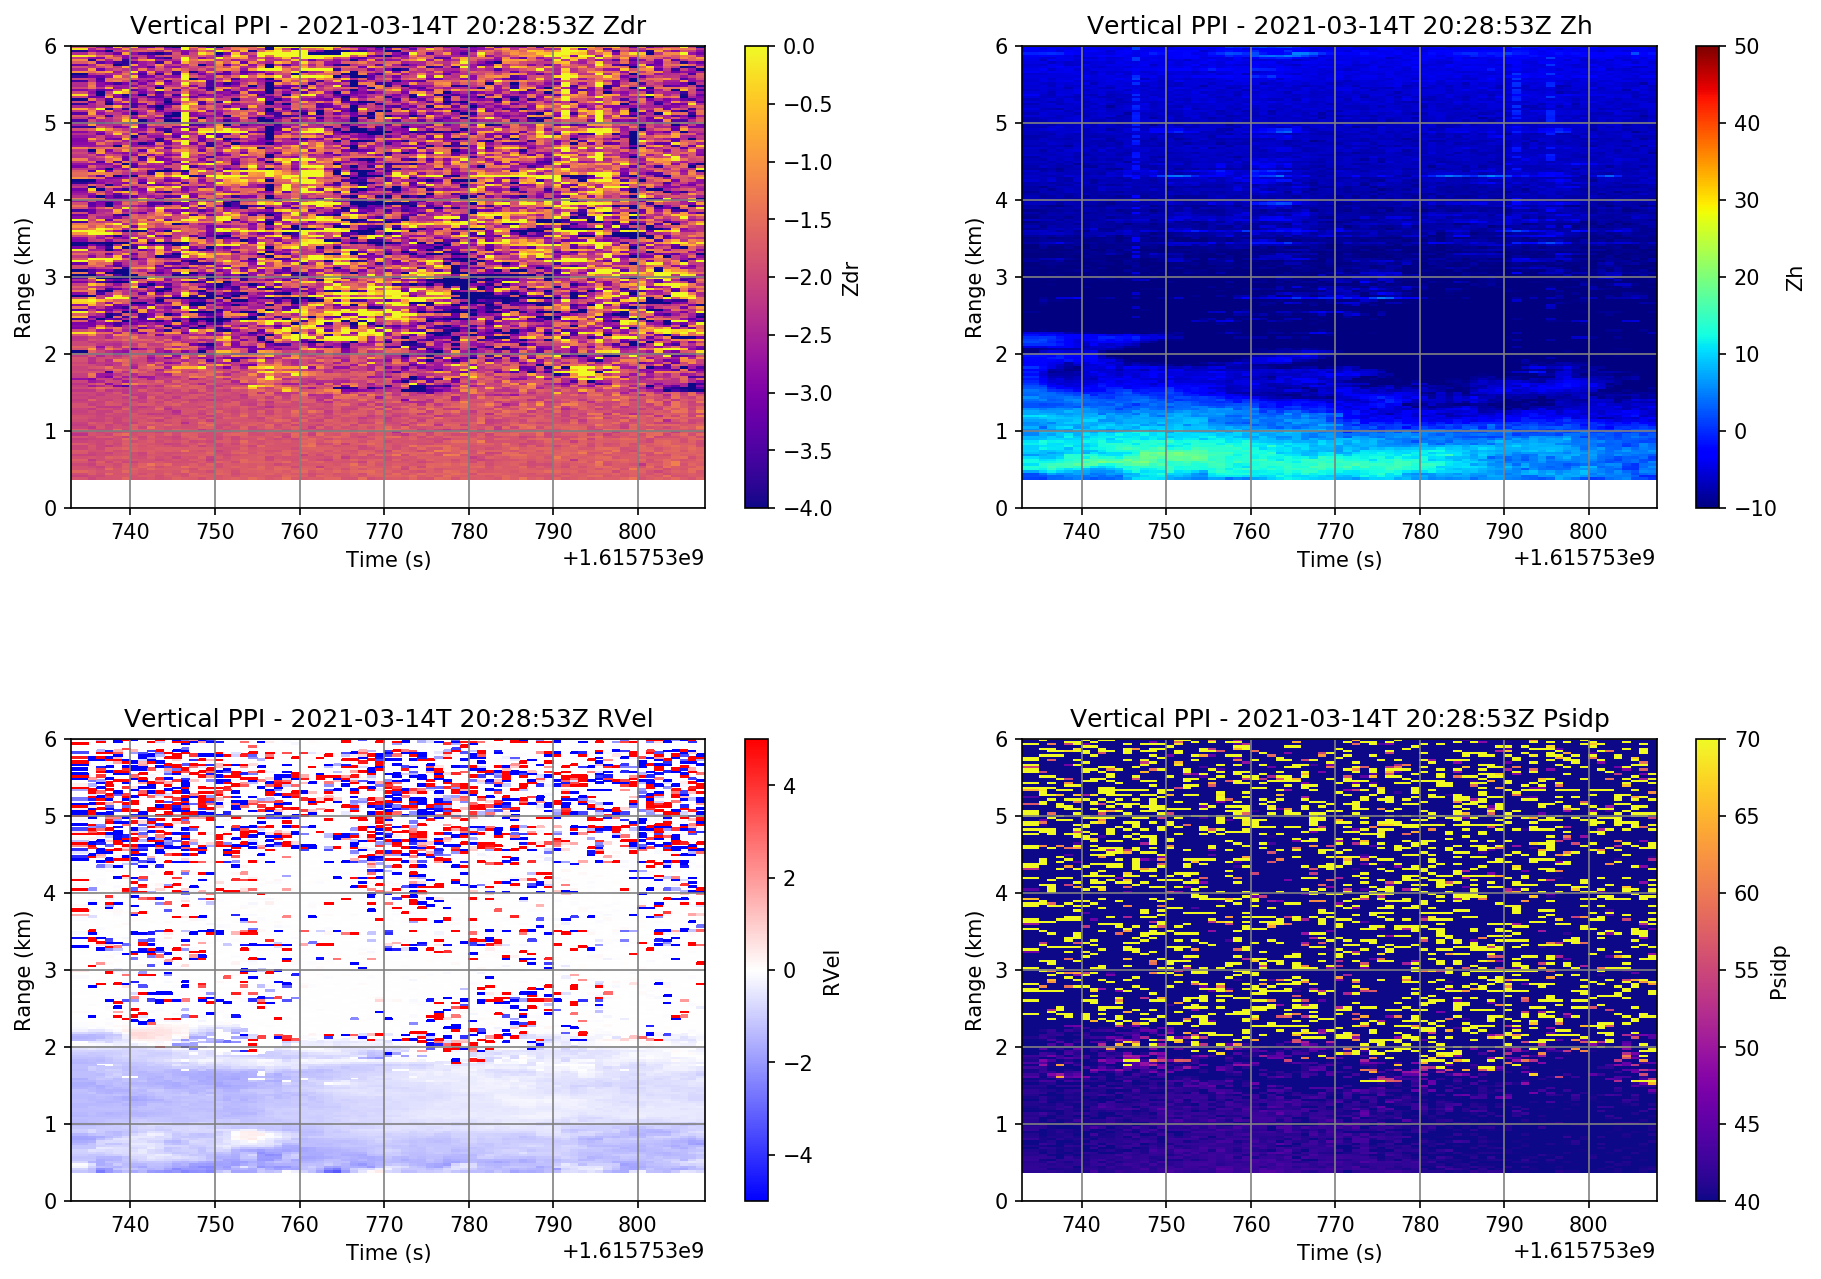 Vertical PPI - 2021-03-14T 20:28:53Z Zdr
6
5
4
3
2
1
0
Range (km)
740 750 760 770 780 790 800
Time (s)
+1.615753e9
0.0
−0.5
−1.0
−1.5
−2.0
−2.5
−3.0
−3.5
−4.0
Zdr
Vertical PPI - 2021-03-14T 20:28:53Z Zh
6
5
4
3
2
1
0
Range (km)
740 750 760 770 780 790 800
Time (s)
+1.615753e9
50
40
30
20
10
0
−10
Zh
Vertical PPI - 2021-03-14T 20:28:53Z RVel
6
5
4
3
2
1
0
Range (km)
740 750 760 770 780 790 800
Time (s)
+1.615753e9
4
2
0
−2
−4
RVel
Vertical PPI - 2021-03-14T 20:28:53Z Psidp
6
5
4
3
2
1
0
Range (km)
740 750 760 770 780 790 800
Time (s)
+1.615753e9
70
65
60
55
50
45
40
Psidp